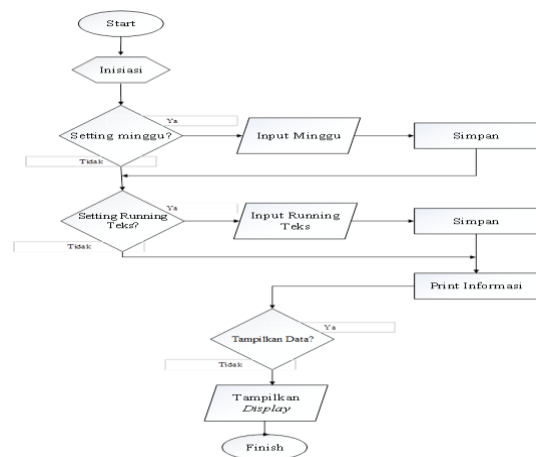 Start
Inisiasi
Ya
Setting minggu?
Input Minggu
Simpan
Tidak
Ya
Setting Running
Teks?
Input Running
Teks
Simpan
Tidak
Print Informasi
Ya
Tampilkan Data?
Tidak
Tampilkan
Display
Finish